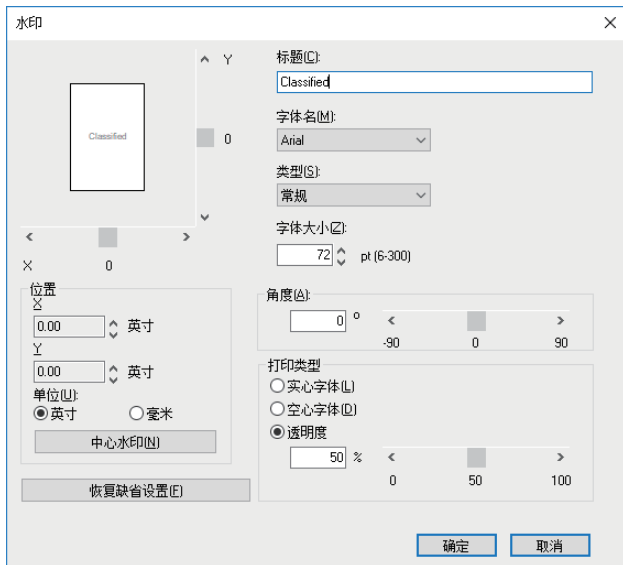 水印
Y
Classified
0
X
0
标题(C):
Classified
字体名(M):
Arial
类型(S):
常规
字体大小(Z):
72 pt (6-300)
位置
X
0.00 英寸
Y
0.00 英寸
单位(U):
英寸 毫米
中心水印(N)
恢复缺省设置(F)
角度(A):
0 °
-90 0 90
打印类型
实心字体(L)
空心字体(D)
透明度
50 %
0 50 100
确定 取消